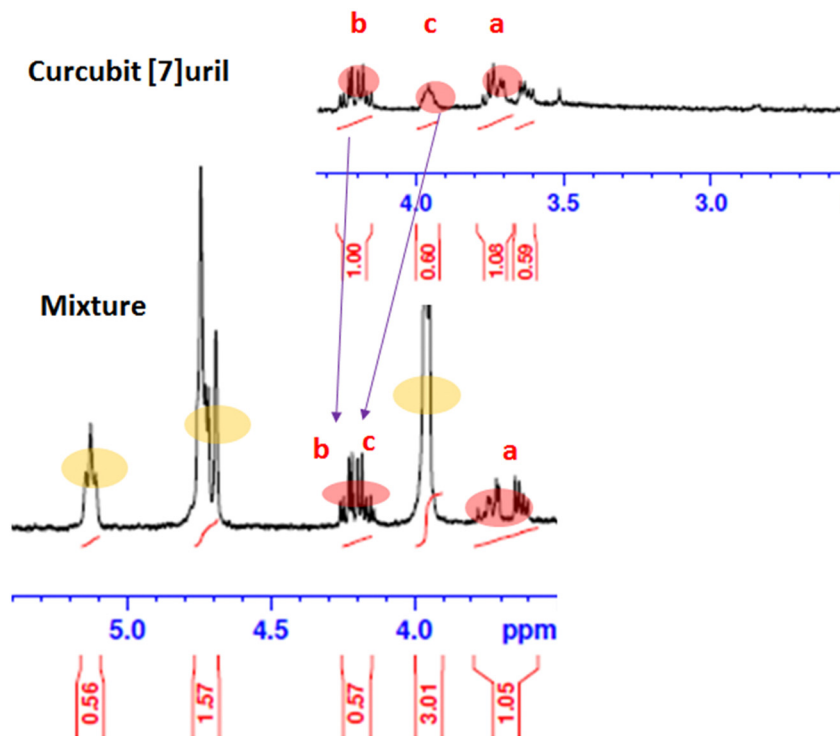 b c a
Curcubit [7]uril
4.0 3.5 3.0
1.00 0.60 1.08 0.59
Mixture
b c a
5.0 4.5 4.0 ppm
0.56 1.57 0.57 3.01 1.05